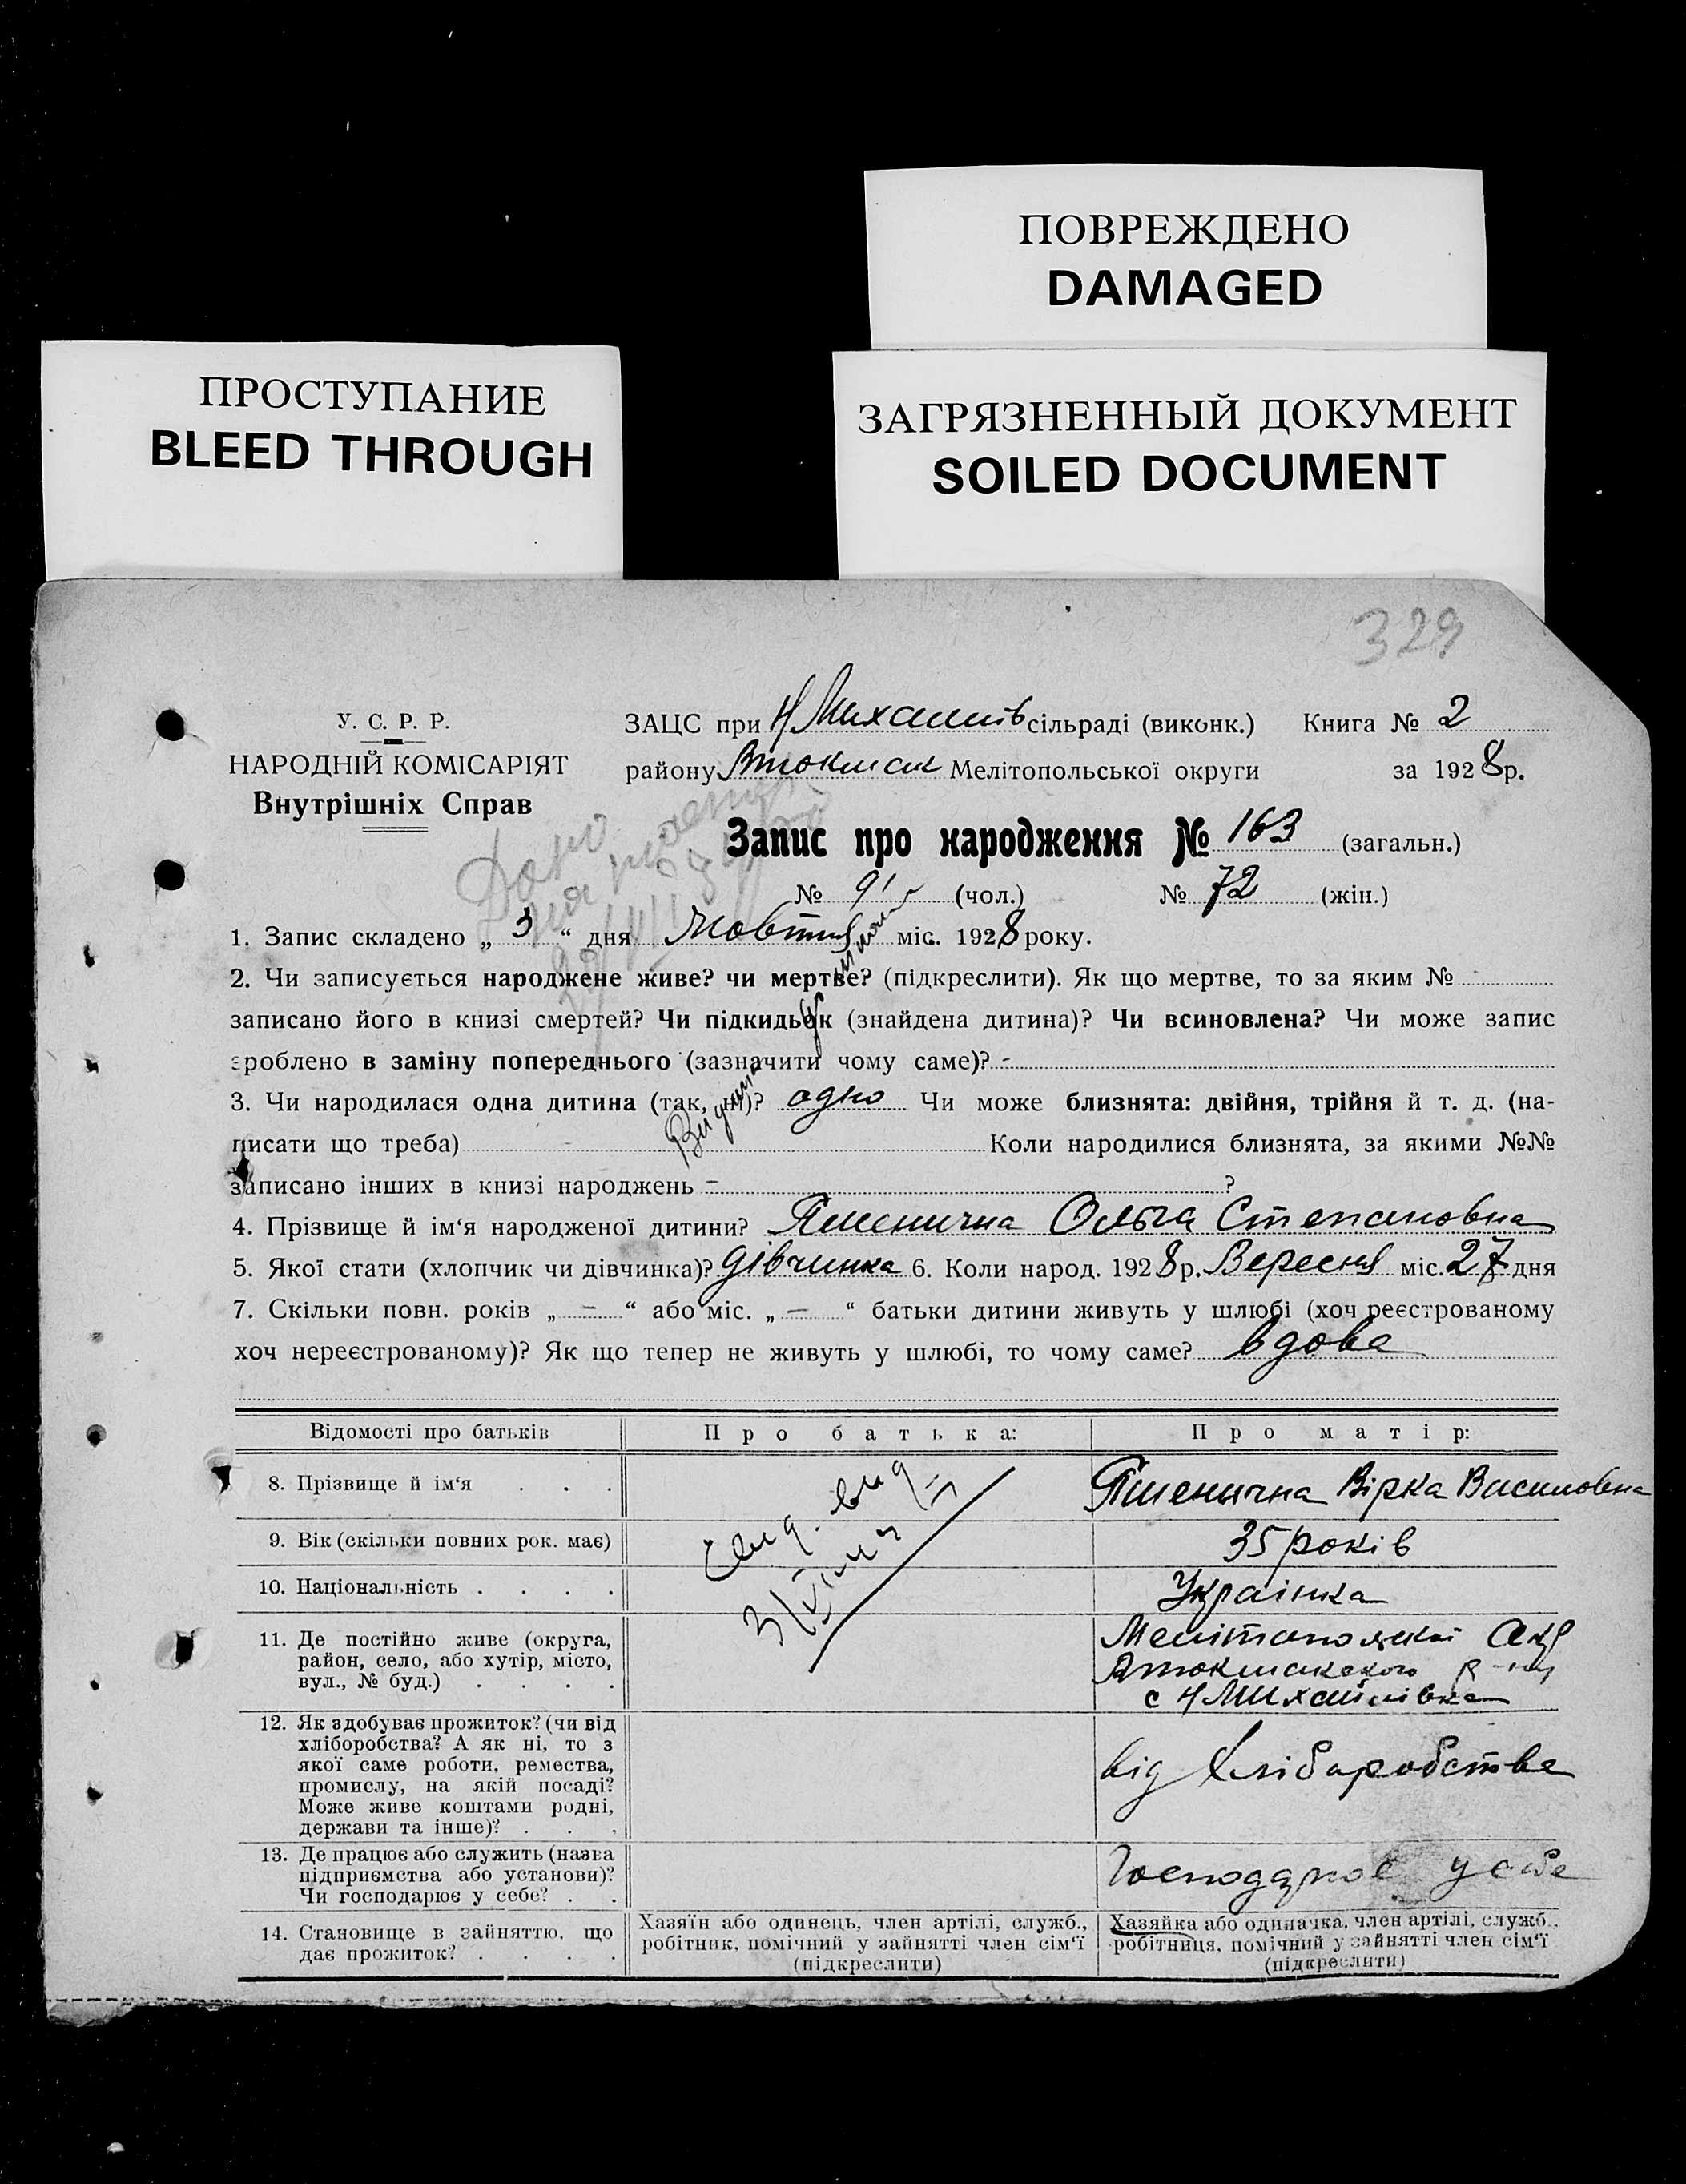 ПОВРЕЖДЕНО
DAMAGED
ПРОСТУПАНИЕ
BLEED THROUGH
ЗАГРЯЗНЕННЫЙ ДОКУМЕНТ
SOILED DOCUMENT
329
У. С. Р. Р.
НАРОДНІЙ КОМІСАРІЯТ
Внутрішніх Справ
ЗАЦС при Н Михайлів сільраді (виконк.) Книга № 2
району Втокмак Мелітопольської округи за 1928 р.
Запис про народження № 163 (загальн.)
№ 91 (чол.) № 72 (жін.)
1. Запис складено „ 3 “ дня Жовтня міс. 1928 року.
2. Чи записується народжене живе? чи мертве? (підкреслити). Як що мертве, то за яким №
записано його в книзі смертей? Чи підкидьок (знайдена дитина)? Чи всиновлена? Чи може запис
зроблено в заміну попереднього (зазначити чому саме)? -
3. Чи народилася одна дитина (так, ні)? одно Чи може близнята: двійня, трійня й т. д. (на-
писати що треба) Коли народилися близнята, за якими №№
записано інших в книзі народжень - ?
4. Прізвище й ім‘я народженої дитини? Пшенична Ольга Степановна
5. Якої стати (хлопчик чи дівчинка)? дівчинка 6. Коли народ. 1928 р. Вересня міс. 27 дня
7. Скільки повн. років „ — “ або міс. „ — “ батьки дитини живуть у шлюбі (хоч реєстрованому
хоч нереєстрованому)? Як що тепер не живуть у шлюбі, то чому саме? вдова
Відомості про батьків Про батька: Про матір:
8. Прізвище й ім‘я . . . Пшенична Вірка Василовна
9. Вік (скільки повних рок. має) 35 років
10. Національність . . . . Українка
11. Де постійно живе (округа, район, село, або хутір, місто, вул., № буд.) . . . .
Мелітопольскої Окр
Втокмакского р-ну
с Н Михайлівка
12. Як здобуває прожиток? (чи від
хліборобства? А як ні, то з
якої саме роботи, ремества,
промислу, на якій посаді?
Може живе коштами родні,
держави та інше)? . . .
від Хліборобства
13. Де працює або служить (назва
підприємства або установи)?
Чи господарює у себе? . .
Господарює у себе
14. Становище в зайняттю, що
дає прожиток? . . . .
Хазяїн або одинець, член артілі, служб.,
робітник, помічний у зайнятті член сім‘ї
(підкреслити)
Хазяйка або одиначка, член артілі, служб.,
робітниця, помічний у зайнятті член сім‘ї
(підкреслити)